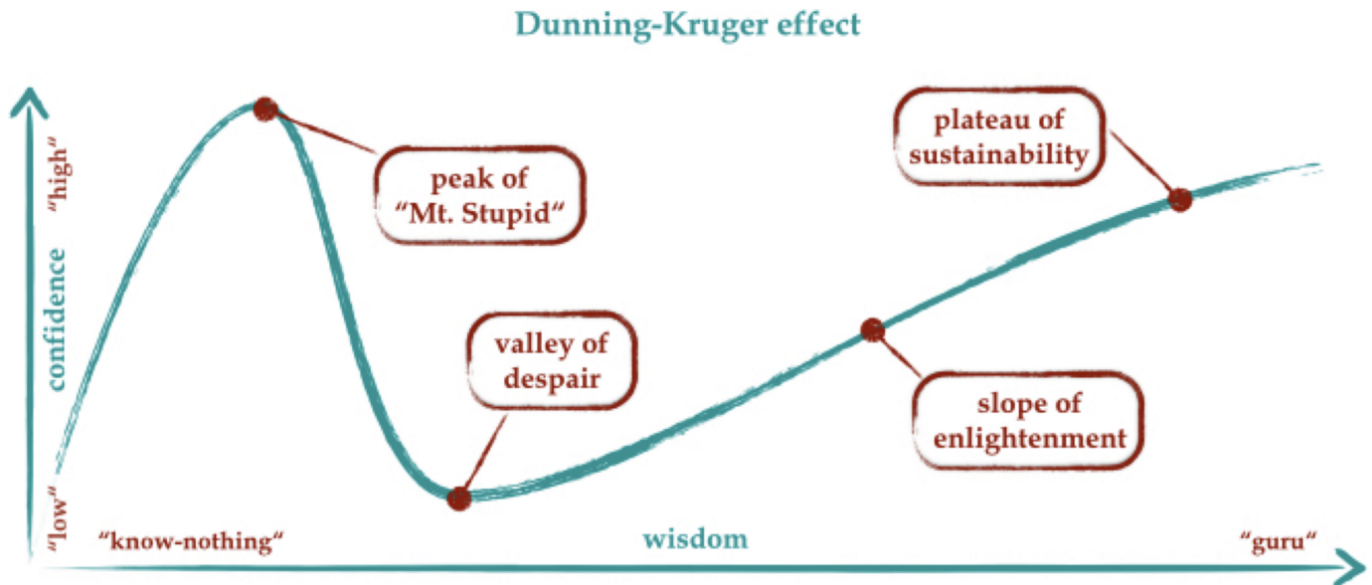 Dunning-Kruger effect
“high“
confidence
“low“
peak of
“Mt. Stupid“
valley of
despair
plateau of
sustainability
slope of
enlightenment
“know-nothing“
wisdom
“guru“